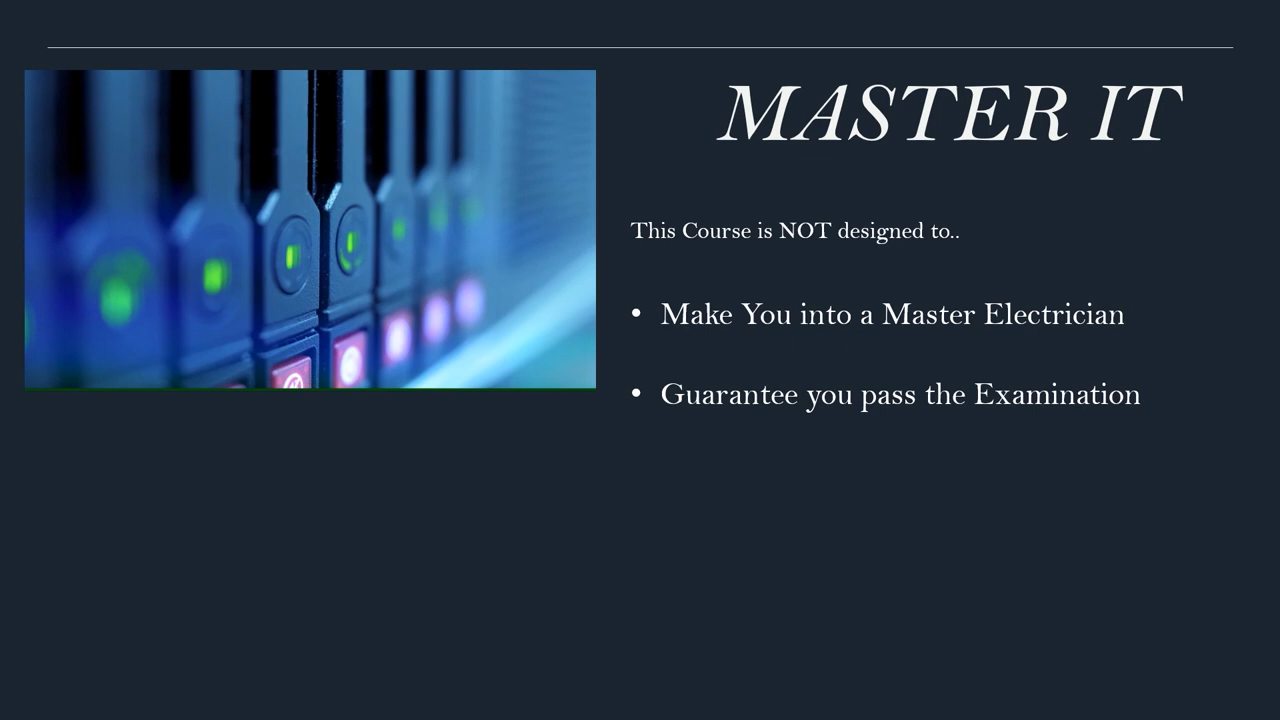 MASTER IT
This Course is NOT designed to..
• Make You into a Master Electrician
• Guarantee you pass the Examination